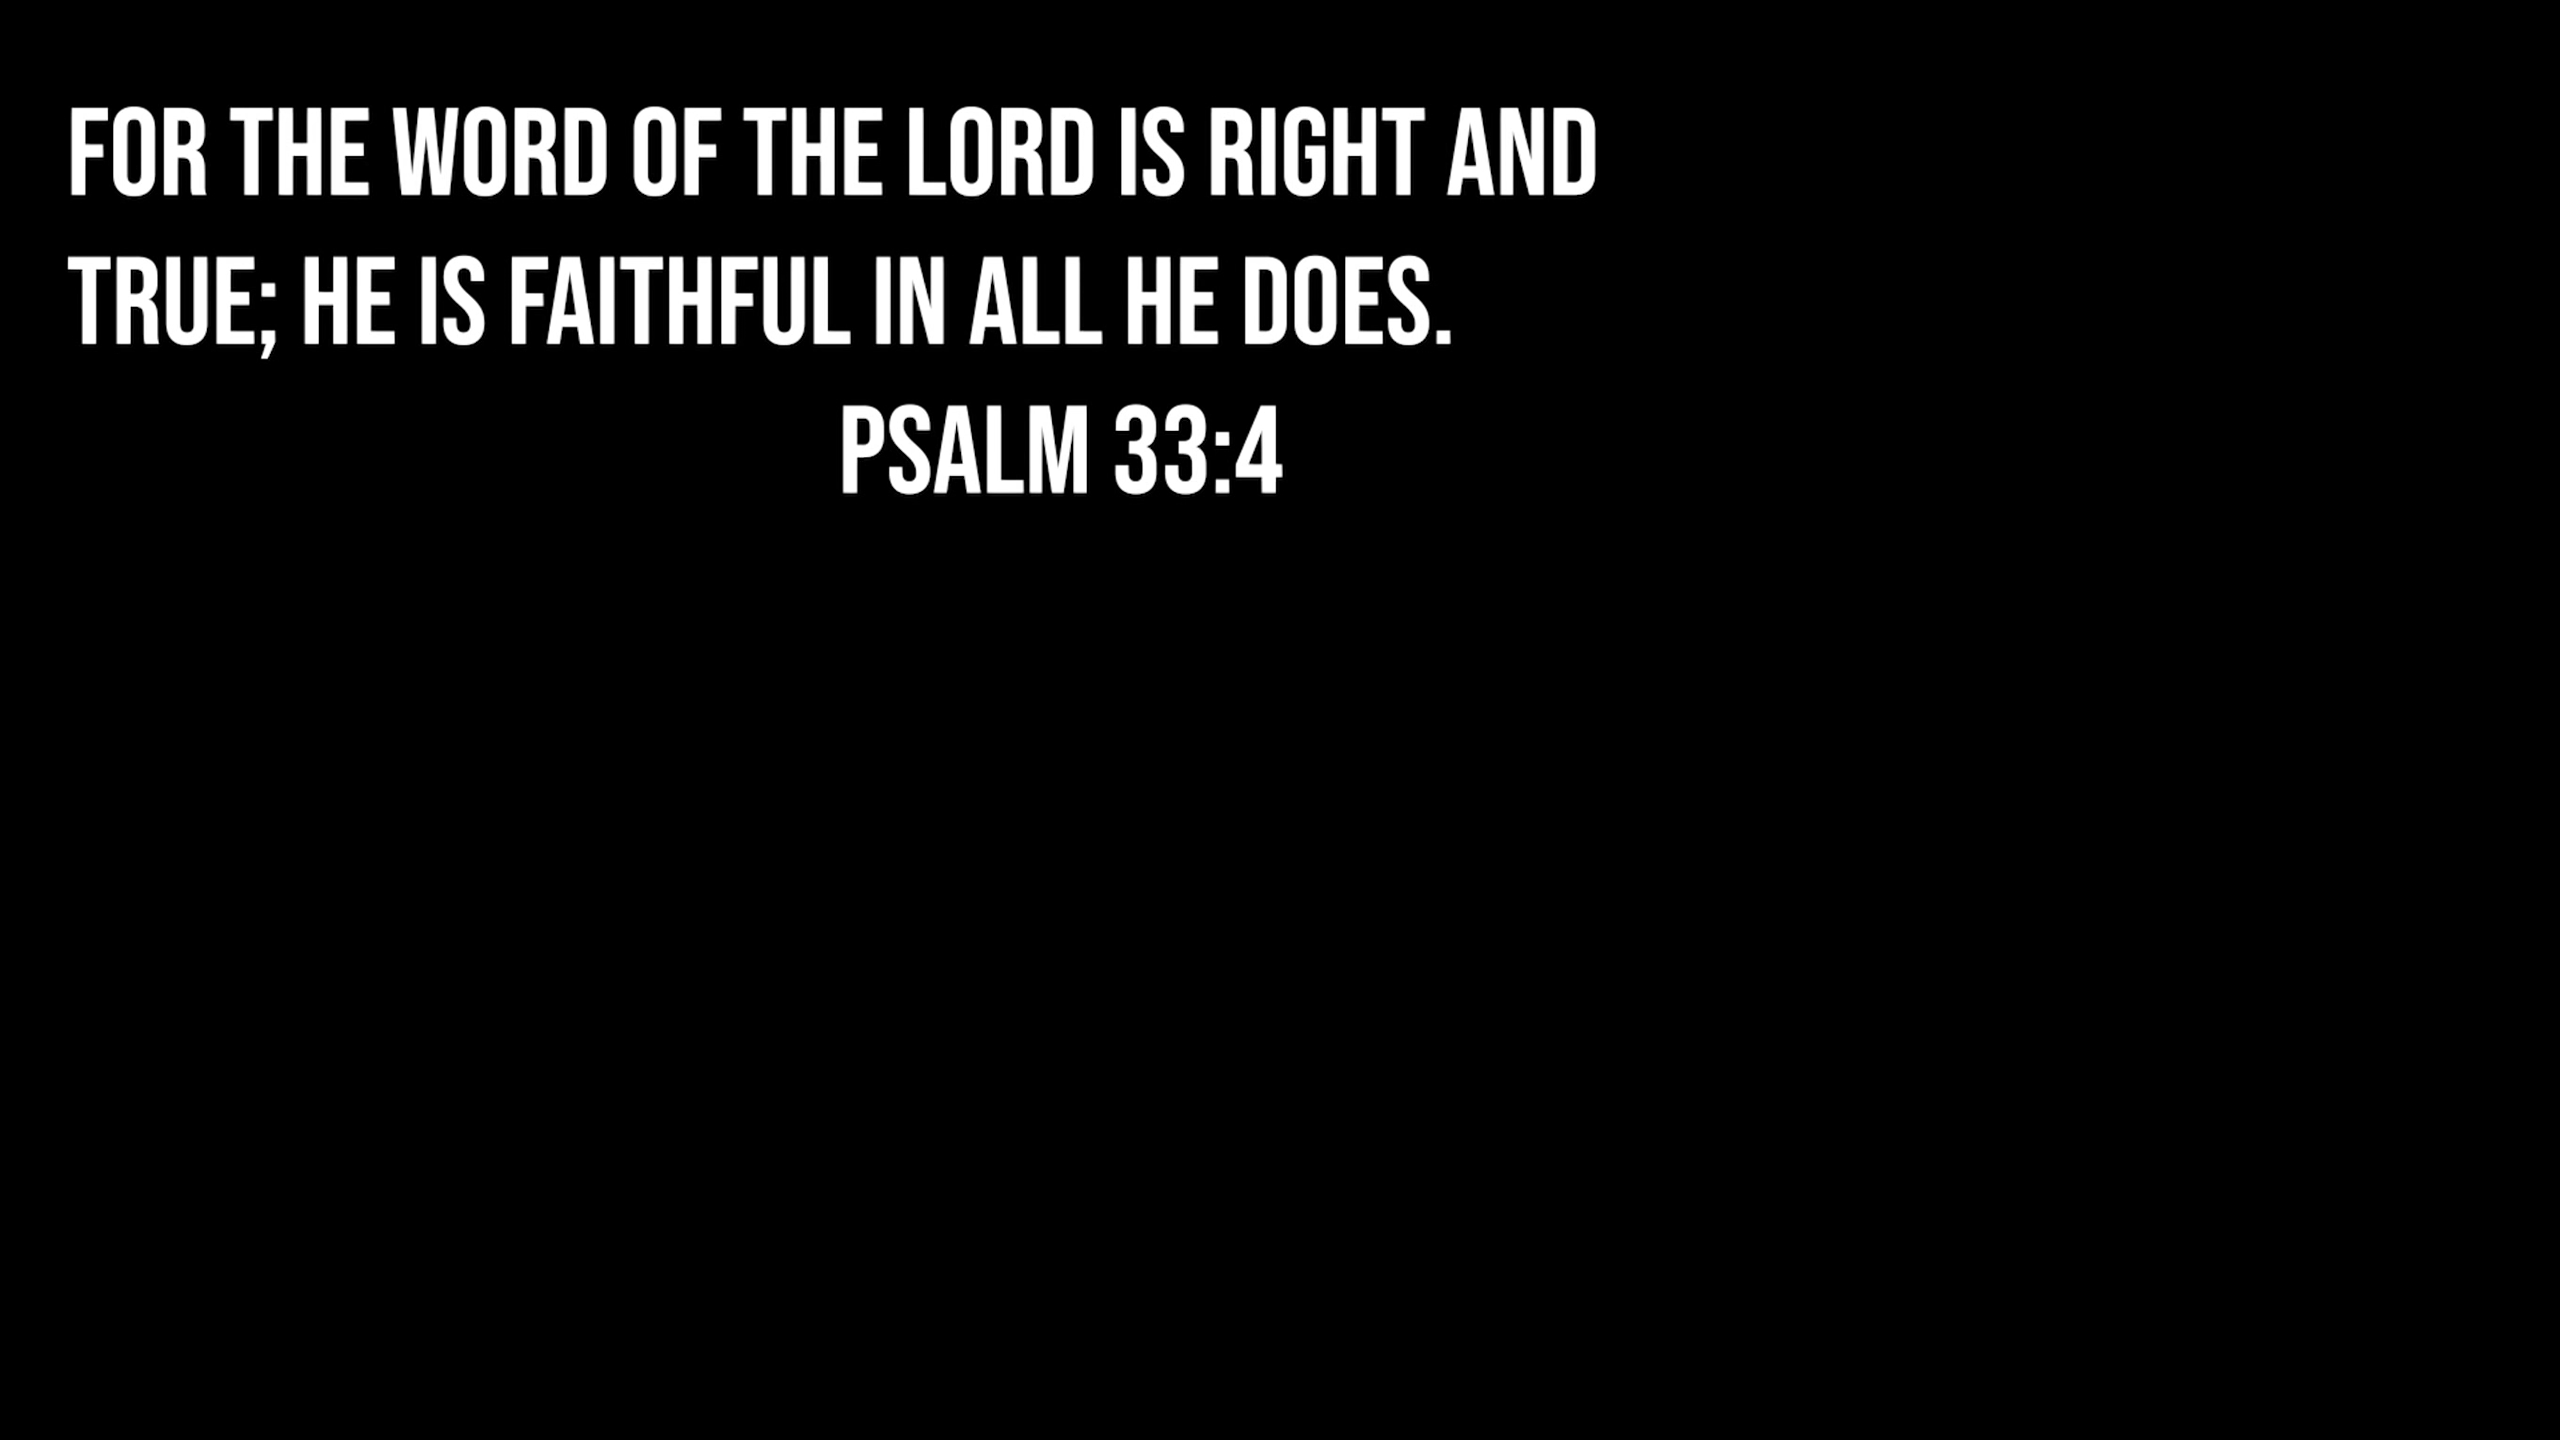 FOR THE WORD OF THE LORD IS RIGHT AND
TRUE; HE IS FAITHFUL IN ALL HE DOES.
PSALM 33:4